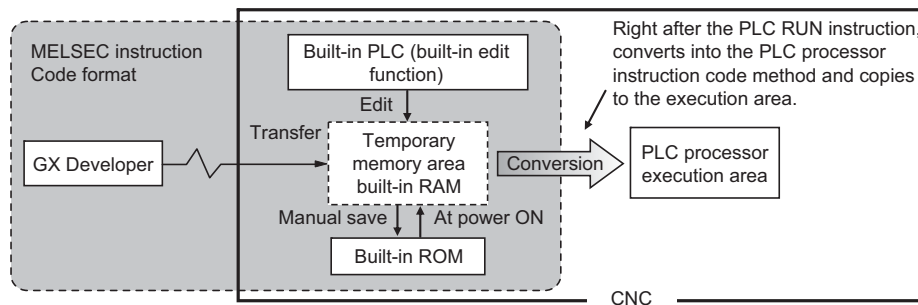 MELSEC instruction
Code format
Built-in PLC (built-in edit
function)
Right after the PLC RUN instruction,
converts into the PLC processor
instruction code method and copies
to the execution area.
Edit
Transfer
GX Developer
Temporary
memory area
built-in RAM
Conversion
PLC processor
execution area
Manual save
At power ON
Built-in ROM
CNC